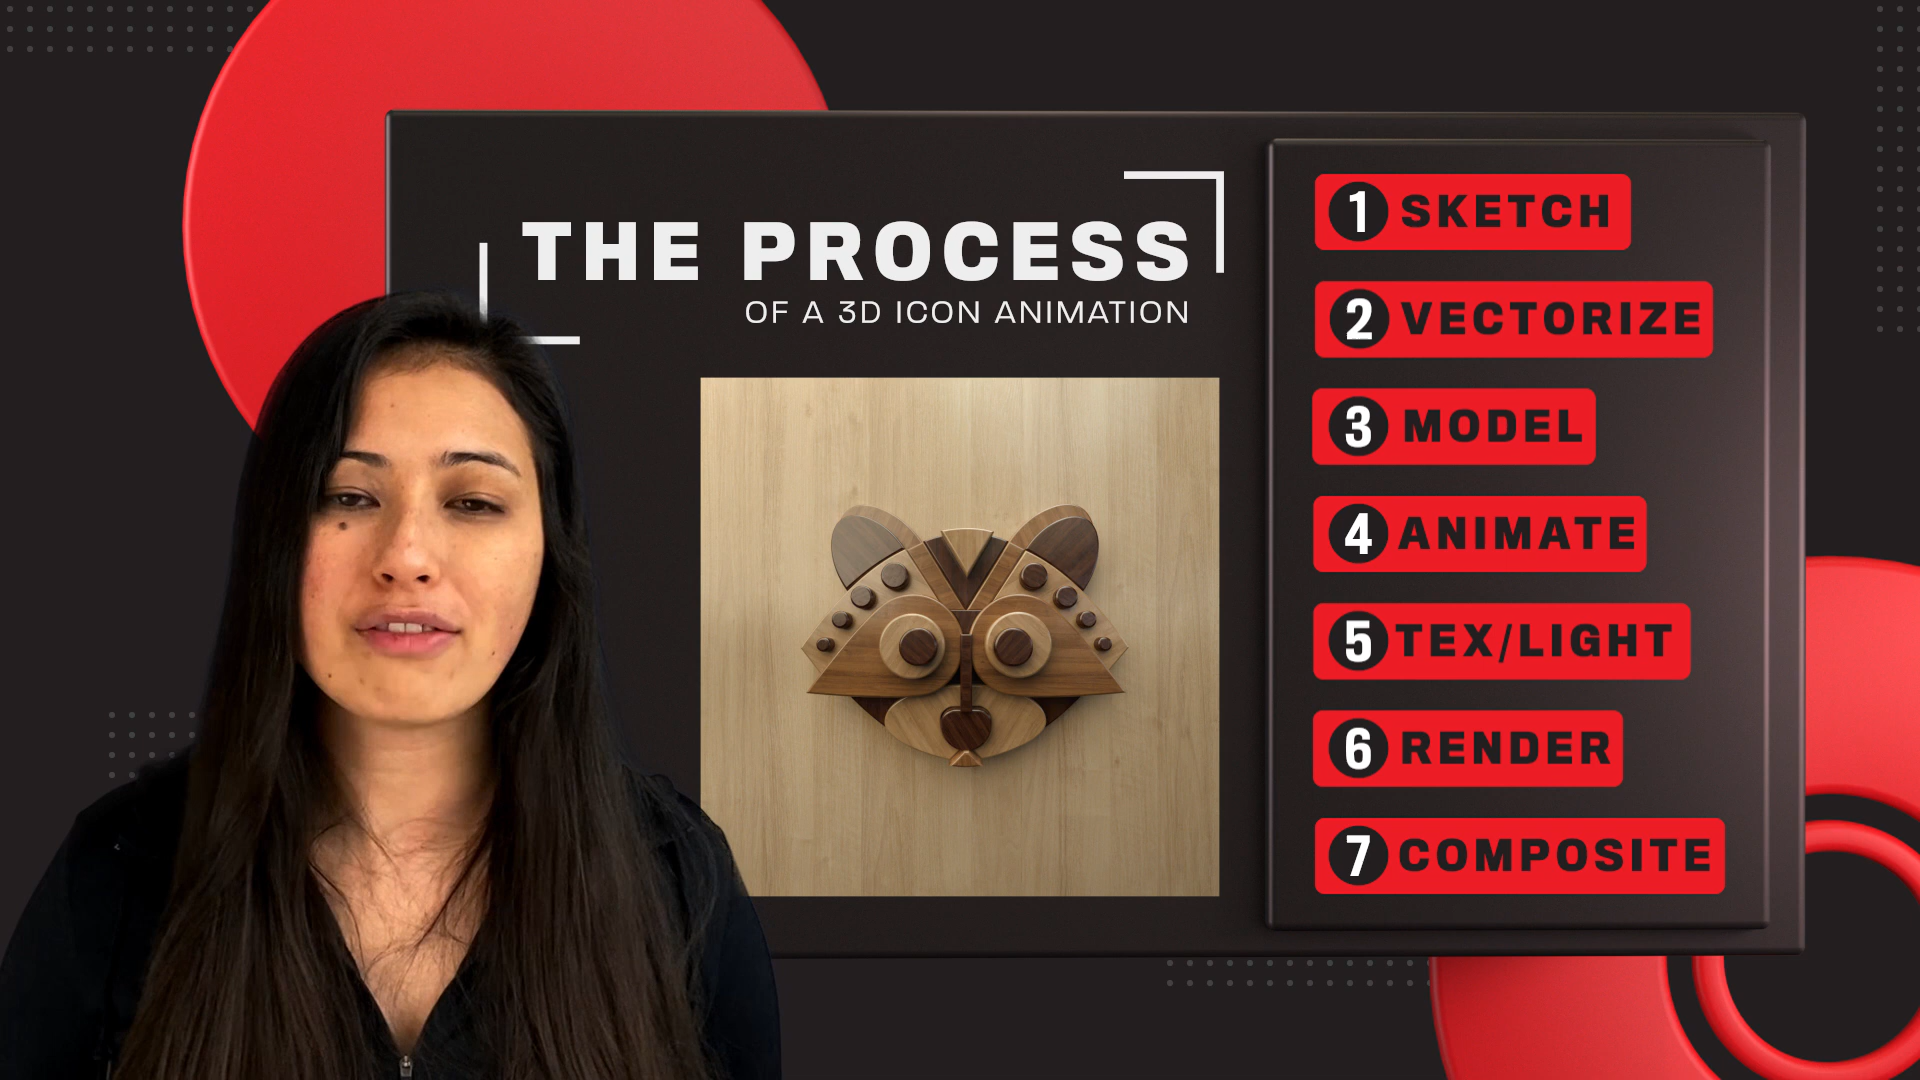 THE PROCESS
OF A 3D ICON ANIMATION
1 SKETCH
2 VECTORIZE
3 MODEL
4 ANIMATE
5 TEX/LIGHT
6 RENDER
7 COMPOSITE